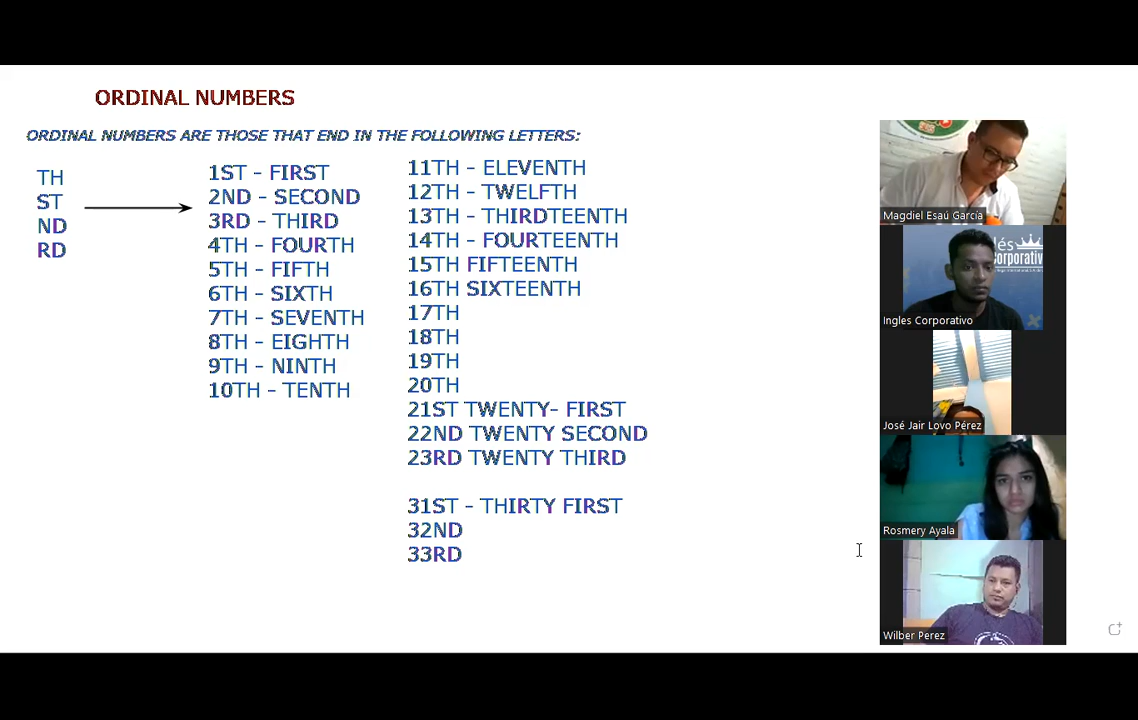 ORDINAL NUMBERS
ORDINAL NUMBERS ARE THOSE THAT END IN THE FOLLOWING LETTERS:
TH
ST
ND
RD
1ST - FIRST
2ND - SECOND
3RD - THIRD
4TH - FOURTH
5TH - FIFTH
6TH - SIXTH
7TH - SEVENTH
8TH - EIGHTH
9TH - NINTH
10TH - TENTH
11TH - ELEVENTH
12TH - TWELFTH
13TH - THIRDTEENTH
14TH - FOURTEENTH
15TH FIFTEENTH
16TH SIXTEENTH
17TH
18TH
19TH
20TH
21ST TWENTY- FIRST
22ND TWENTY SECOND
23RD TWENTY THIRD
31ST - THIRTY FIRST
32ND
33RD
Magdiel Esaú García
lés
orporativ
Ingles Corporativo
José Jair Lovo Pérez
Rosmery Ayala
Wilber Perez